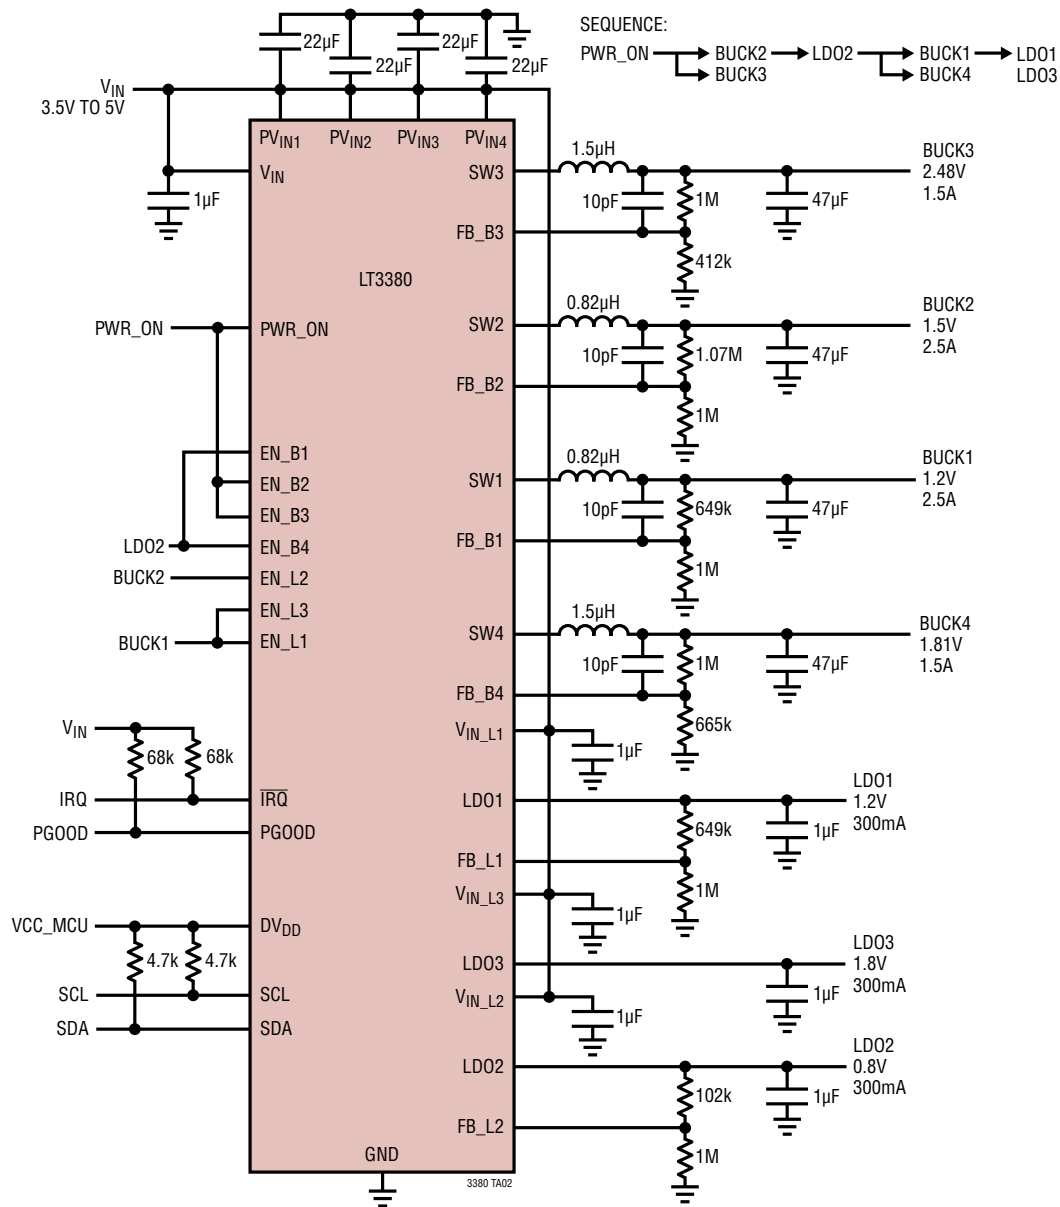 22μF
22μF
22μF
22μF
SEQUENCE:
PWR_ON BUCK2 LDO2 BUCK1 LDO1
BUCK3 BUCK4 LDO3
VIN
3.5V TO 5V
PVIN1 PVIN2 PVIN3 PVIN4
VIN
1μF
SW3
1.5μH
10pF
1M
47μF
BUCK3
2.48V
1.5A
FB_B3
412k
LT3380
PWR_ON
PWR_ON
SW2
0.82μH
10pF
1.07M
47μF
BUCK2
1.5V
2.5A
FB_B2
1M
EN_B1
EN_B2
EN_B3
LDO2
EN_B4
BUCK2
EN_L2
EN_L3
BUCK1
EN_L1
SW1
0.82μH
10pF
649k
47μF
BUCK1
1.2V
2.5A
FB_B1
1M
SW4
1.5μH
10pF
1M
47μF
BUCK4
1.81V
1.5A
FB_B4
665k
VIN_L1
1μF
VIN
68k
68k
IRQ
IRQ
PGOOD
PGOOD
LDO1
649k
1μF
LDO1
1.2V
300mA
FB_L1
1M
VIN_L3
1μF
VCC_MCU
DVDD
4.7k
4.7k
SCL
SCL
SDA
SDA
LDO3
1μF
LDO3
1.8V
300mA
VIN_L2
1μF
LDO2
102k
1μF
LDO2
0.8V
300mA
FB_L2
1M
GND
3380 TA02